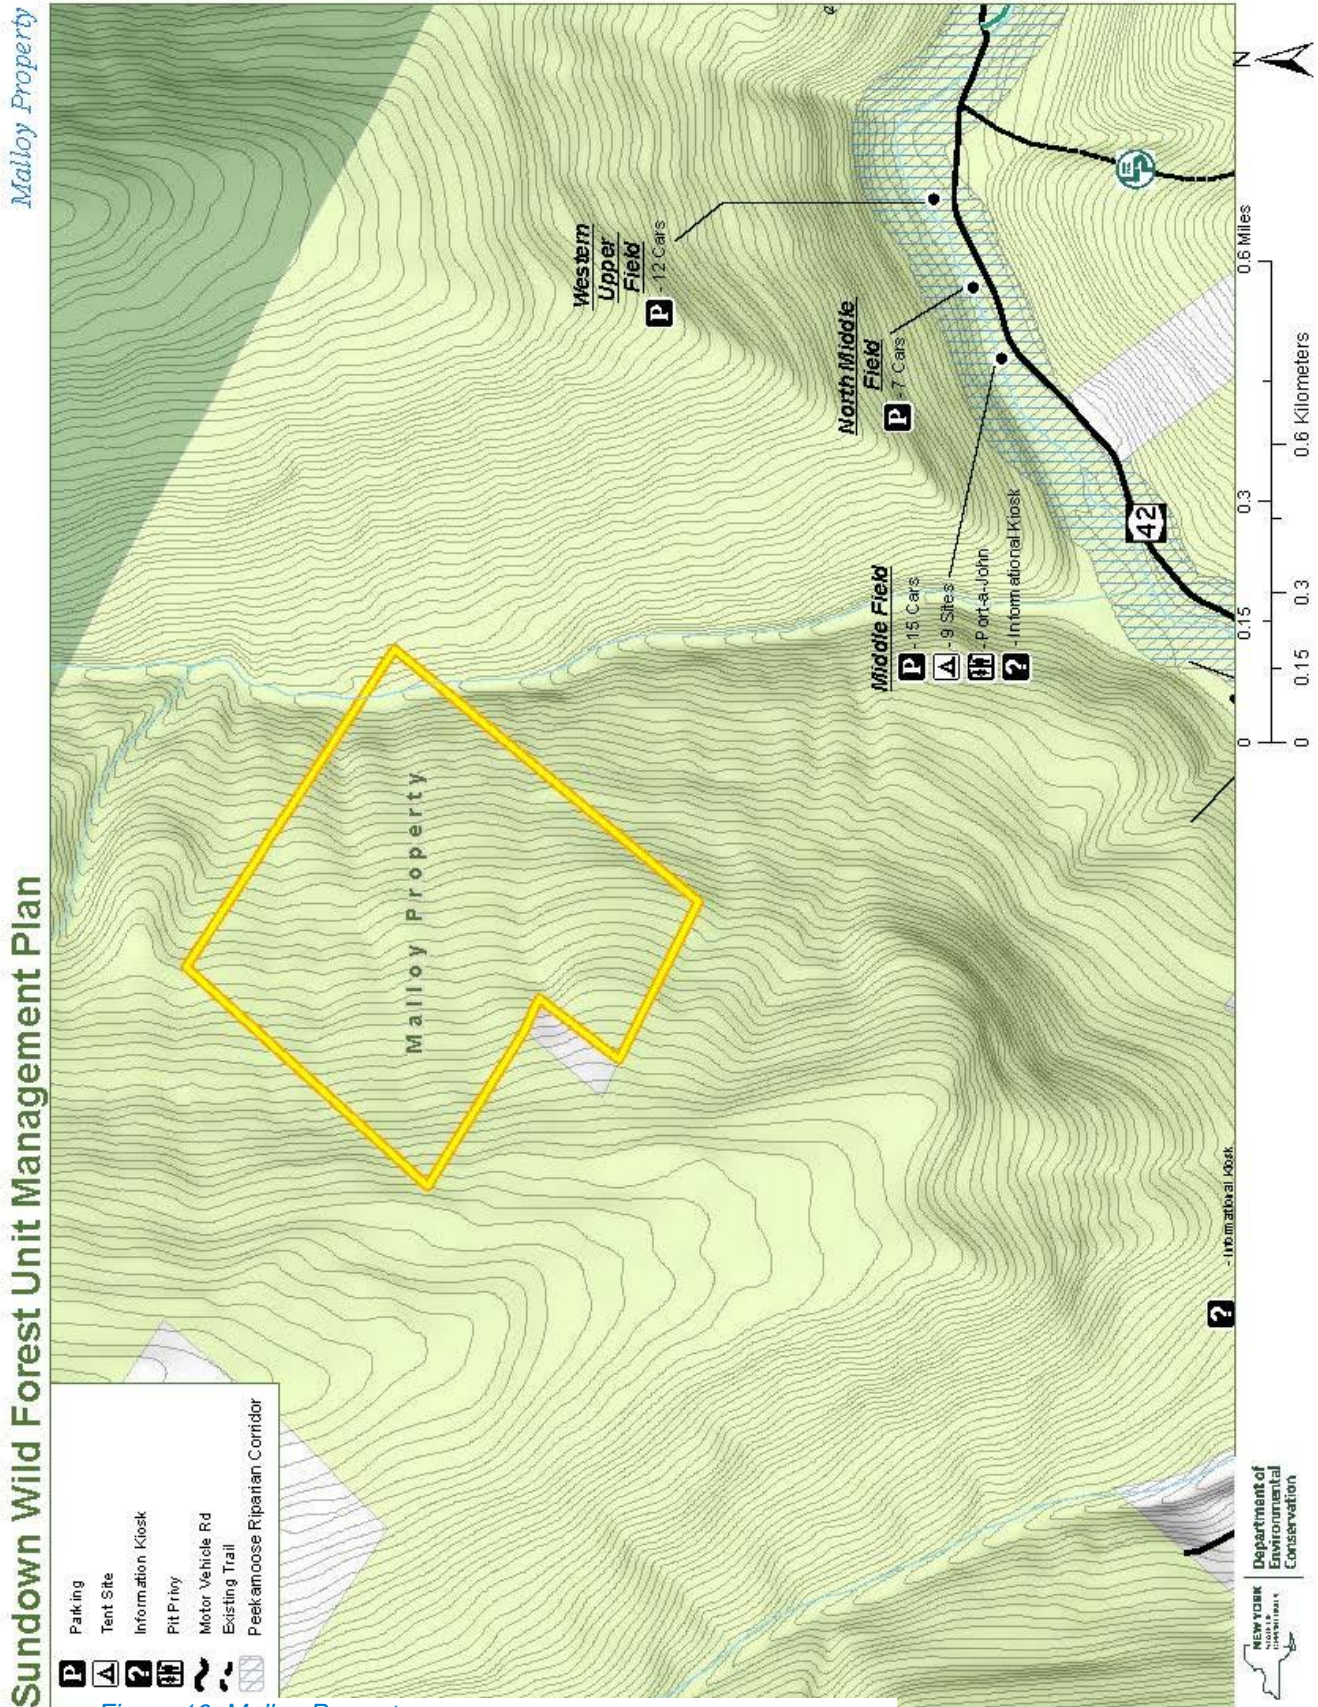 Sundown Wild Forest Unit Management Plan
Malloy Property
P Parking
Tent Site
? Information Kiosk
Pit Privy
Motor Vehicle Rd
Existing Trail
Peekamoose Riparian Corridor
Malloy Property
Western
Upper
Field
P - 12 Cars
North Middle
Field
P - 7 Cars
Middle Field
P - 15 Cars
- 9 Sites
- Port-a-John
? - Informational Kiosk
42
? - Informational Kiosk
N
0 0.15 0.3 0.6 Miles
0 0.15 0.3 0.6 Kilometers
NEW YORK
STATE OF
Department of
Environmental
Conservation